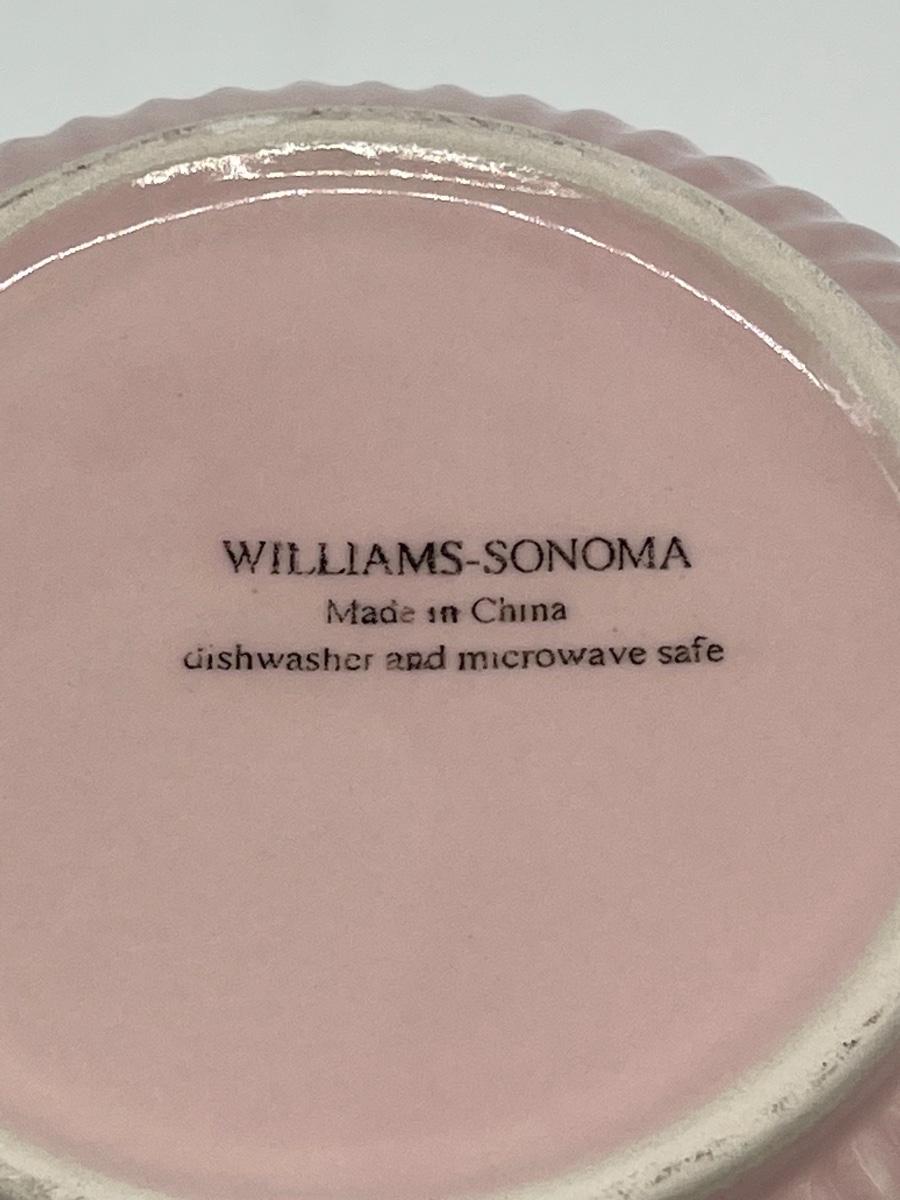 WILLIAMS-SONOMA
Made in China
dishwasher and microwave safe